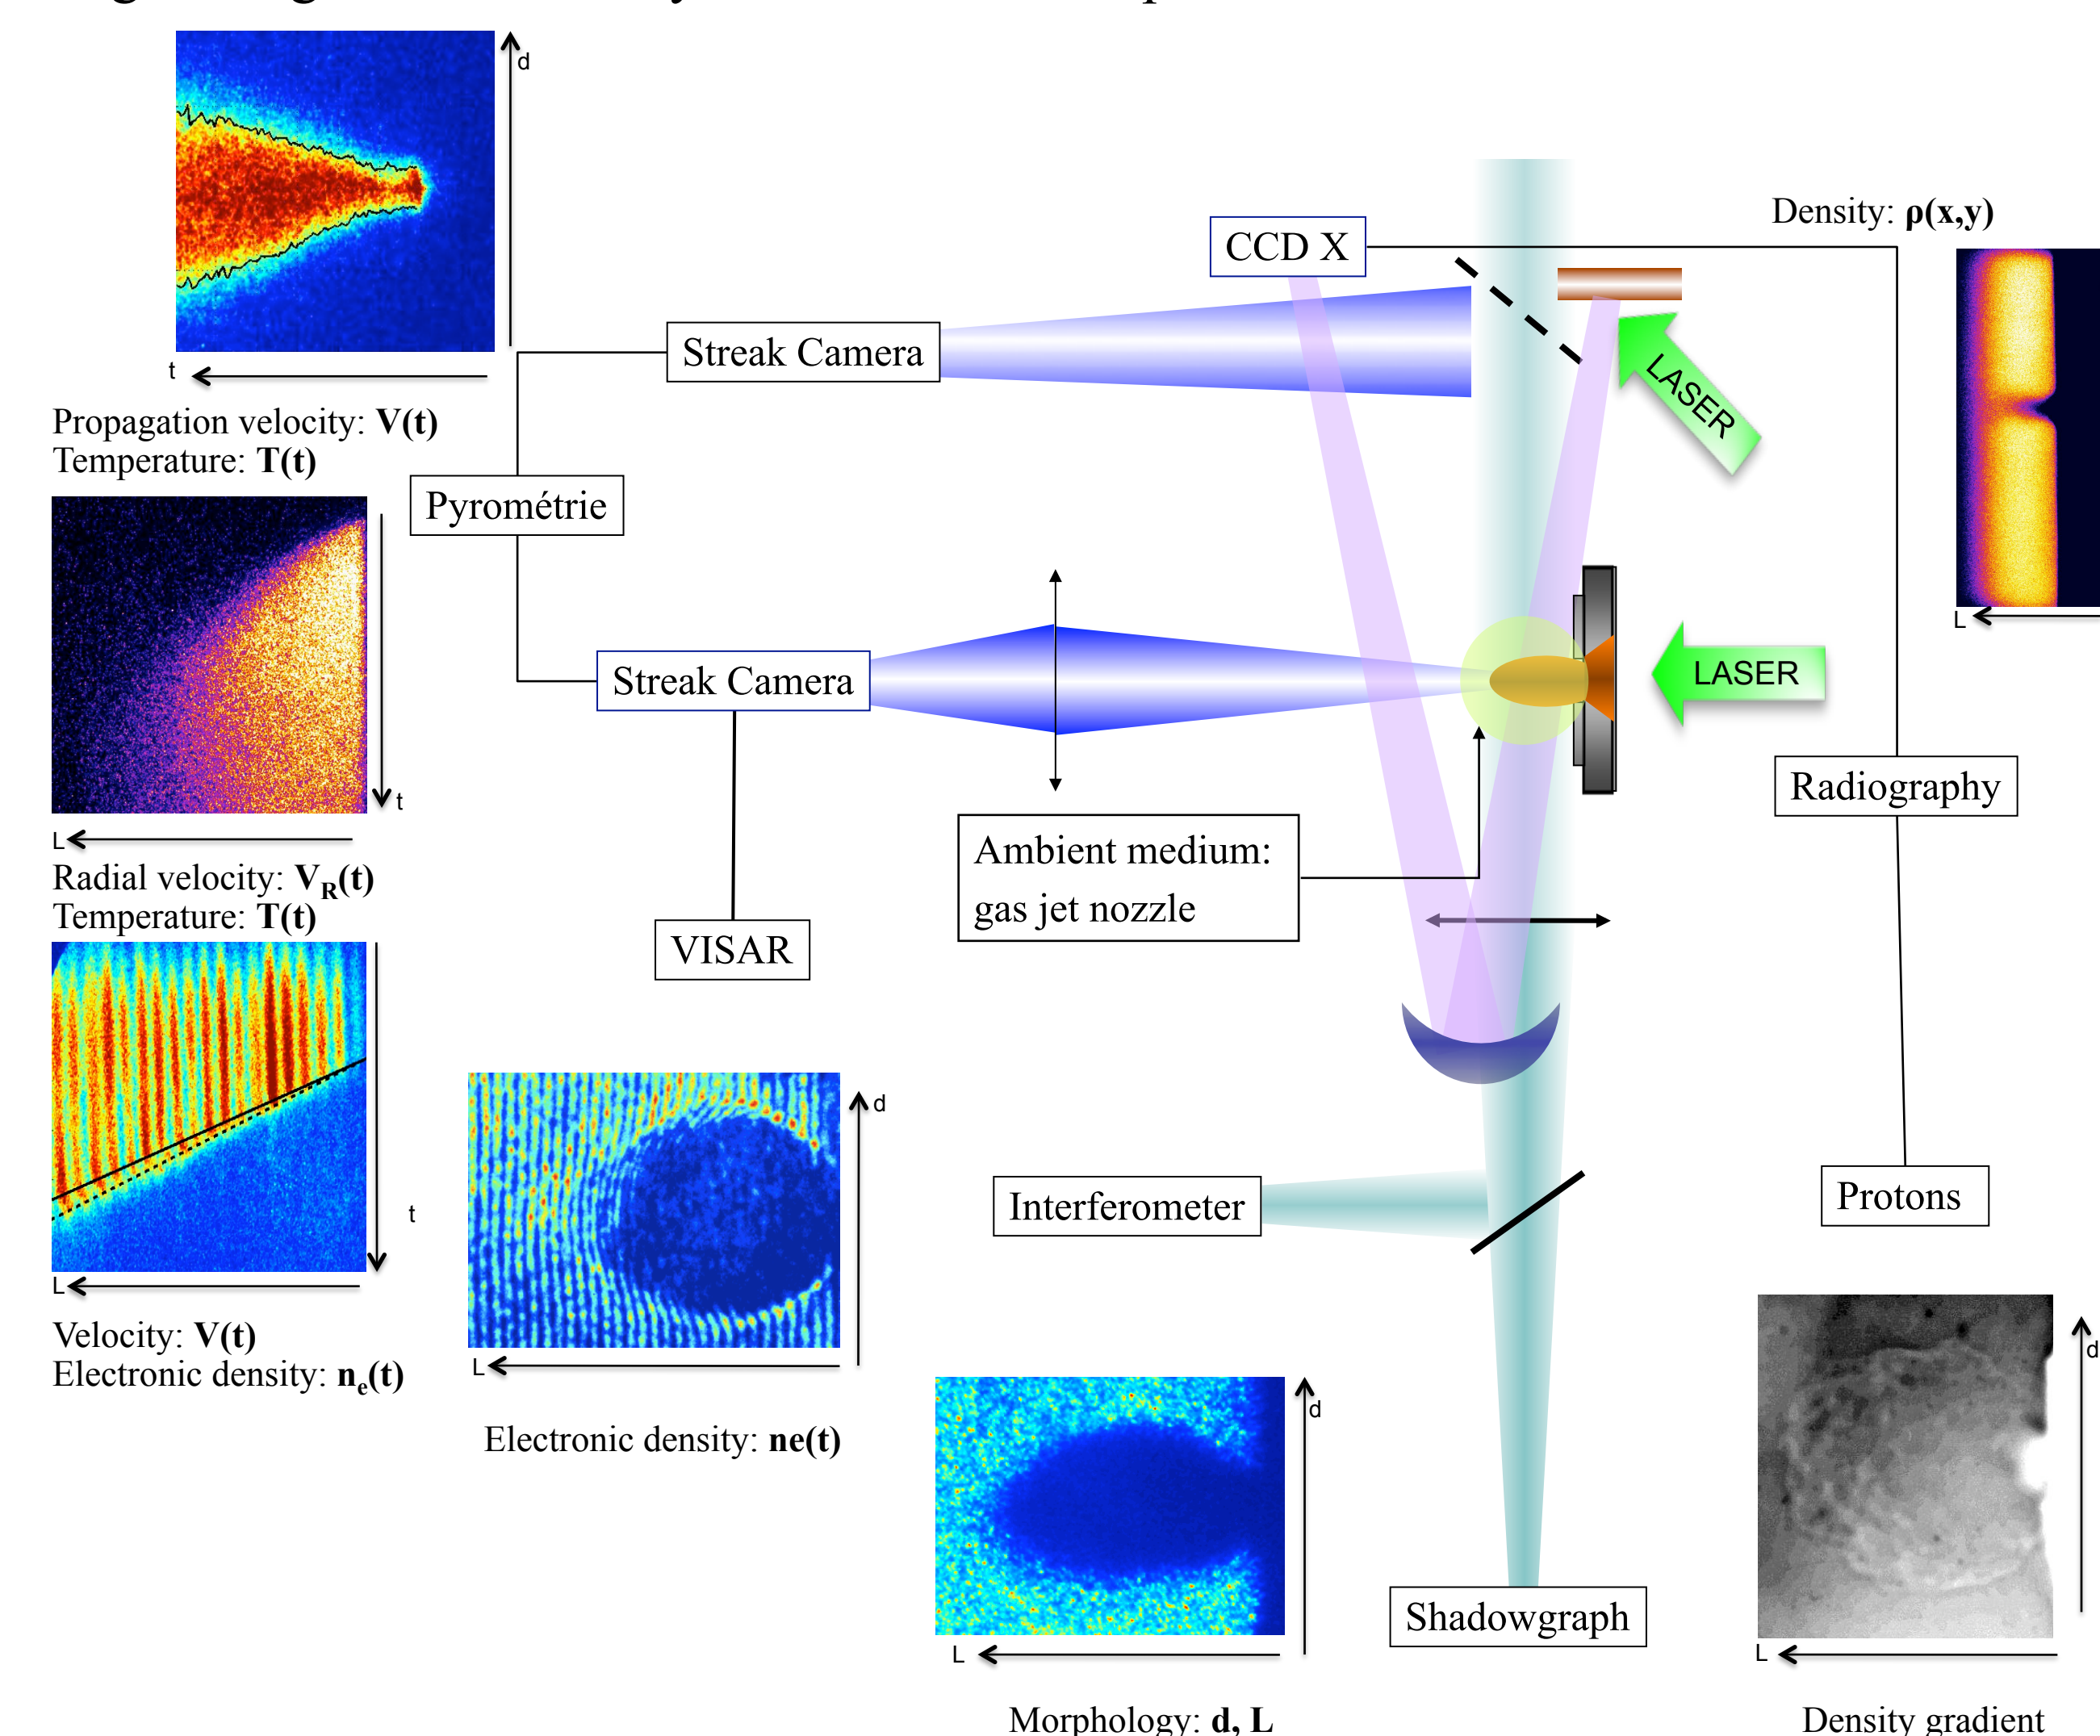 d
t
Propagation velocity: V(t)
Temperature: T(t)
t
L
Radial velocity: VR(t)
Temperature: T(t)
t
L
Velocity: V(t)
Electronic density: ne(t)
Pyrométrie
Streak Camera
Streak Camera
VISAR
CCD X
Density: ρ(x,y)
LASER
L
LASER
Radiography
Ambient medium:
gas jet nozzle
Protons
Interferometer
d
L
Electronic density: ne(t)
d
L
Morphology: d, L
Shadowgraph
d
L
Density gradient